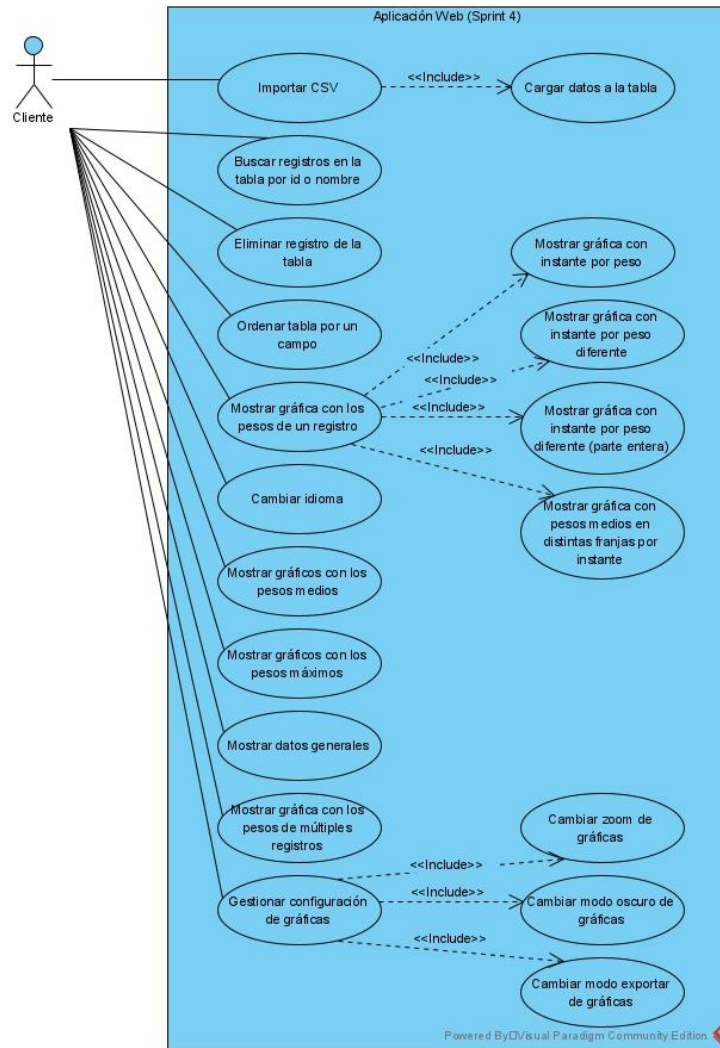 Aplicación Web (Sprint 4)
Cliente
Importar CSV
<<Include>>
Cargar datos a la tabla
Buscar registros en la
tabla por id o nombre
Eliminar registro de la
tabla
Ordenar tabla por un
campo
Mostrar gráfica con los
pesos de un registro
<<Include>>
Mostrar gráfica con
instante por peso
<<Include>>
Mostrar gráfica con
instante por peso
diferente
<<Include>>
Mostrar gráfica con
instante por peso
diferente (parte entera)
<<Include>>
Mostrar gráfica con
pesos medios en
distintas franjas por
instante
Cambiar idioma
Mostrar gráficos con los
pesos medios
Mostrar gráficos con los
pesos máximos
Mostrar datos generales
Mostrar gráfica con los
pesos de múltiples
registros
Gestionar configuración
de gráficas
<<Include>>
Cambiar zoom de
gráficas
<<Include>>
Cambiar modo oscuro de
gráficas
<<Include>>
Cambiar modo exportar
de gráficas
Powered By Visual Paradigm Community Edition